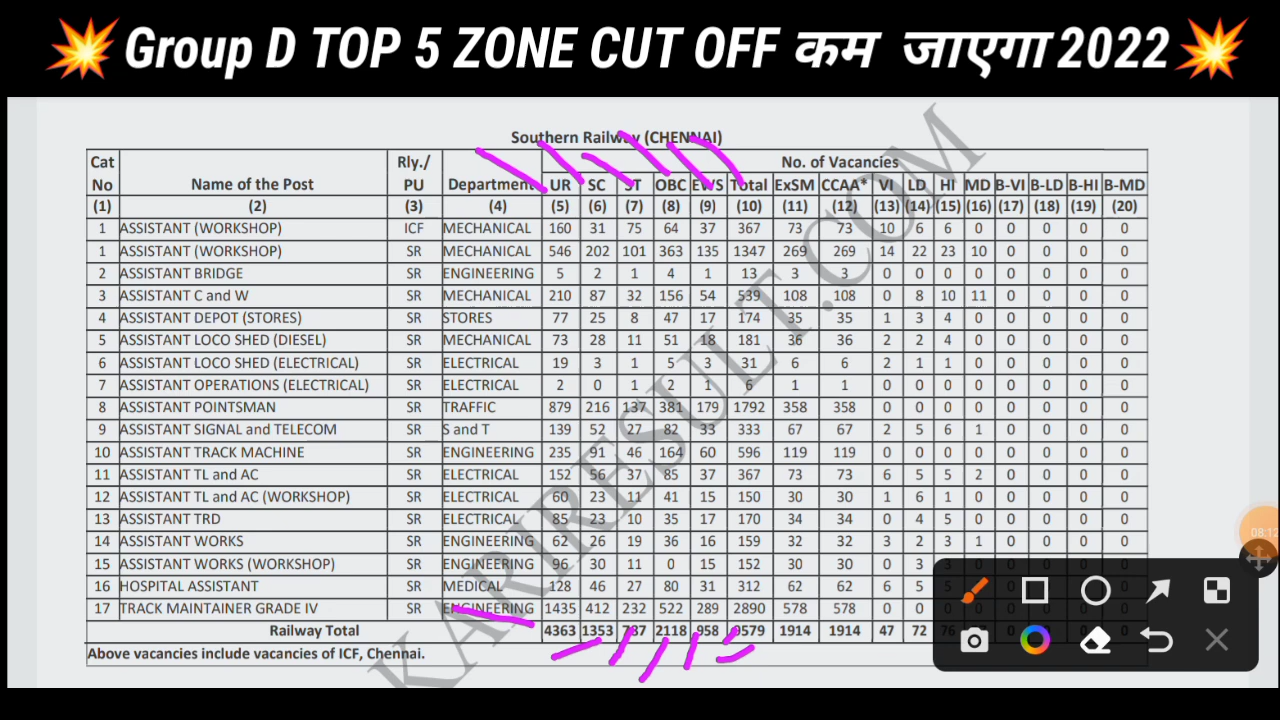 Group D TOP 5 ZONE CUT OFF कम जाएगा 2022
Southern Railway (CHENNAI)
Cat No Name of the Post Rly./ PU Department No. of Vacancies
UR SC ST OBC EWS Total ExSM CCAA* VI LD HI MD B-VI B-LD B-HI B-MD
(1) (2) (3) (4) (5) (6) (7) (8) (9) (10) (11) (12) (13) (14) (15) (16) (17) (18) (19) (20)
1 ASSISTANT (WORKSHOP) ICF MECHANICAL 160 31 75 64 37 367 73 73 10 6 6 0 0 0 0 0
1 ASSISTANT (WORKSHOP) SR MECHANICAL 546 202 101 363 135 1347 269 269 14 22 23 10 0 0 0 0
2 ASSISTANT BRIDGE SR ENGINEERING 5 2 1 4 1 13 3 3 0 0 0 0 0 0 0 0
3 ASSISTANT C and W SR MECHANICAL 210 87 32 156 54 539 108 108 0 8 10 11 0 0 0 0
4 ASSISTANT DEPOT (STORES) SR STORES 77 25 8 47 17 174 35 35 1 3 4 0 0 0 0 0
5 ASSISTANT LOCO SHED (DIESEL) SR MECHANICAL 73 28 11 51 18 181 36 36 2 2 4 0 0 0 0 0
6 ASSISTANT LOCO SHED (ELECTRICAL) SR ELECTRICAL 19 3 1 5 3 31 6 6 2 1 1 0 0 0 0 0
7 ASSISTANT OPERATIONS (ELECTRICAL) SR ELECTRICAL 2 0 1 2 1 6 1 1 0 0 0 0 0 0 0 0
8 ASSISTANT POINTSMAN SR TRAFFIC 879 216 137 381 179 1792 358 358 0 0 0 0 0 0 0 0
9 ASSISTANT SIGNAL and TELECOM SR S and T 139 52 27 82 33 333 67 67 2 5 6 1 0 0 0 0
10 ASSISTANT TRACK MACHINE SR ENGINEERING 235 91 46 164 60 596 119 119 0 0 0 0 0 0 0 0
11 ASSISTANT TL and AC SR ELECTRICAL 152 56 37 85 37 367 73 73 6 5 5 2 0 0 0 0
12 ASSISTANT TL and AC (WORKSHOP) SR ELECTRICAL 60 23 11 41 15 150 30 30 1 6 1 0 0 0 0 0
13 ASSISTANT TRD SR ELECTRICAL 85 23 10 35 17 170 34 34 0 4 5 0 0 0 0 0
14 ASSISTANT WORKS SR ENGINEERING 62 26 19 36 16 159 32 32 3 2 3 1 0 0 0 0
15 ASSISTANT WORKS (WORKSHOP) SR ENGINEERING 96 30 11 0 15 152 30 30 0 3 3
16 HOSPITAL ASSISTANT SR MEDICAL 128 46 27 80 31 312 62 62 6 5 5
17 TRACK MAINTAINER GRADE IV SR ENGINEERING 1435 412 232 522 289 2890 578 578 0 0
Railway Total 4363 1353 787 2118 958 9579 1914 1914 47 72 76
Above vacancies include vacancies of ICF, Chennai.
KARIRESULT.COM
08:12